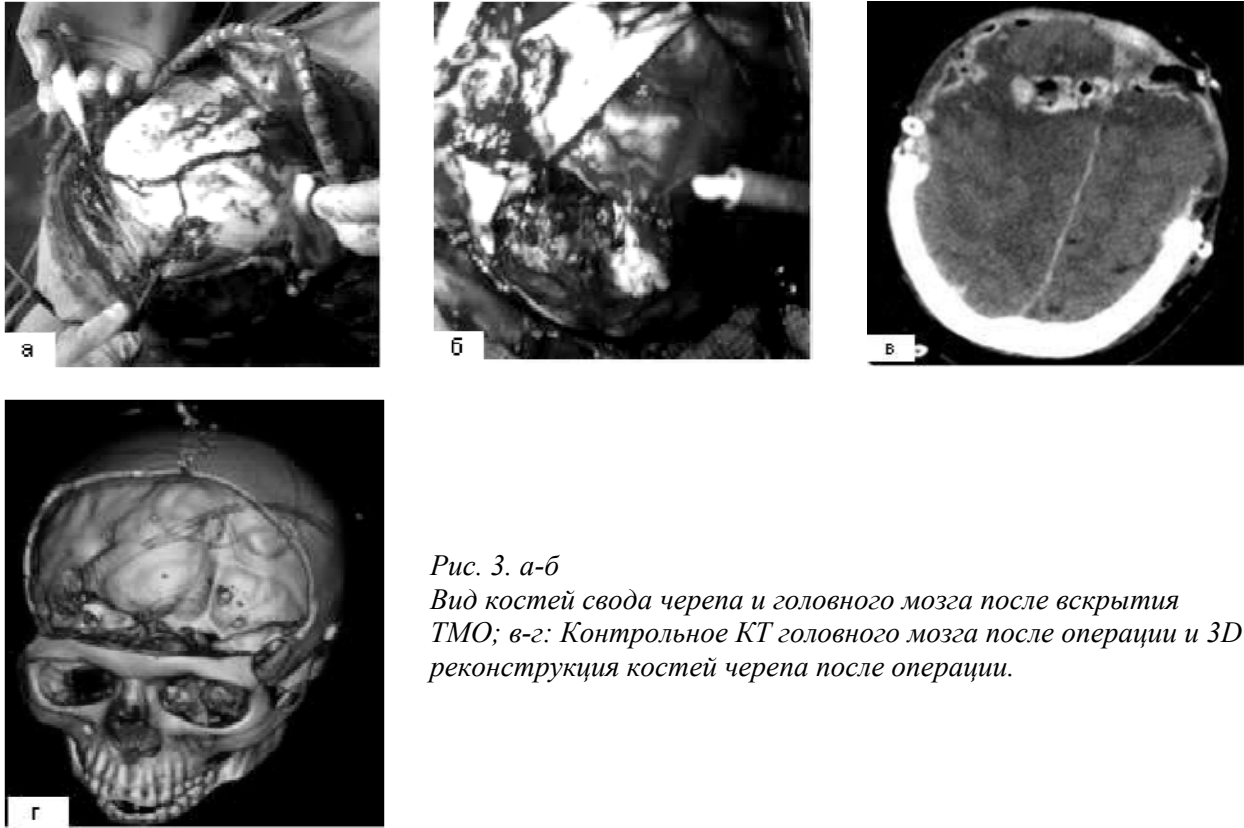 а
б
в
г
Рис. 3. а-б
Вид костей свода черепа и головного мозга после вскрытия
ТМО; в-г: Контрольное КТ головного мозга после операции и 3D
реконструкция костей черепа после операции.